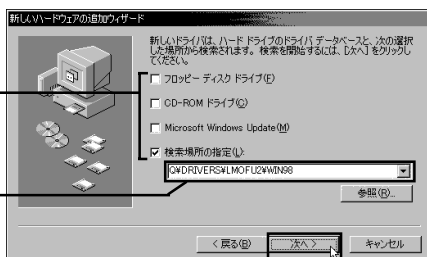 新しいハードウェアの追加ウィザード
新しいドライバは、ハード ドライブのドライバ データベースと、次の選択
した場所から検索されます。検索を開始するには、[次へ] をクリックし
てください。
フロッピー ディスク ドライブ(F)
CD-ROM ドライブ(C)
Microsoft Windows Update(M)
検索場所の指定(L):
Q¥DRIVERS¥LMOFU2¥WIN98
参照(R)...
< 戻る(B)
次へ >
キャンセル